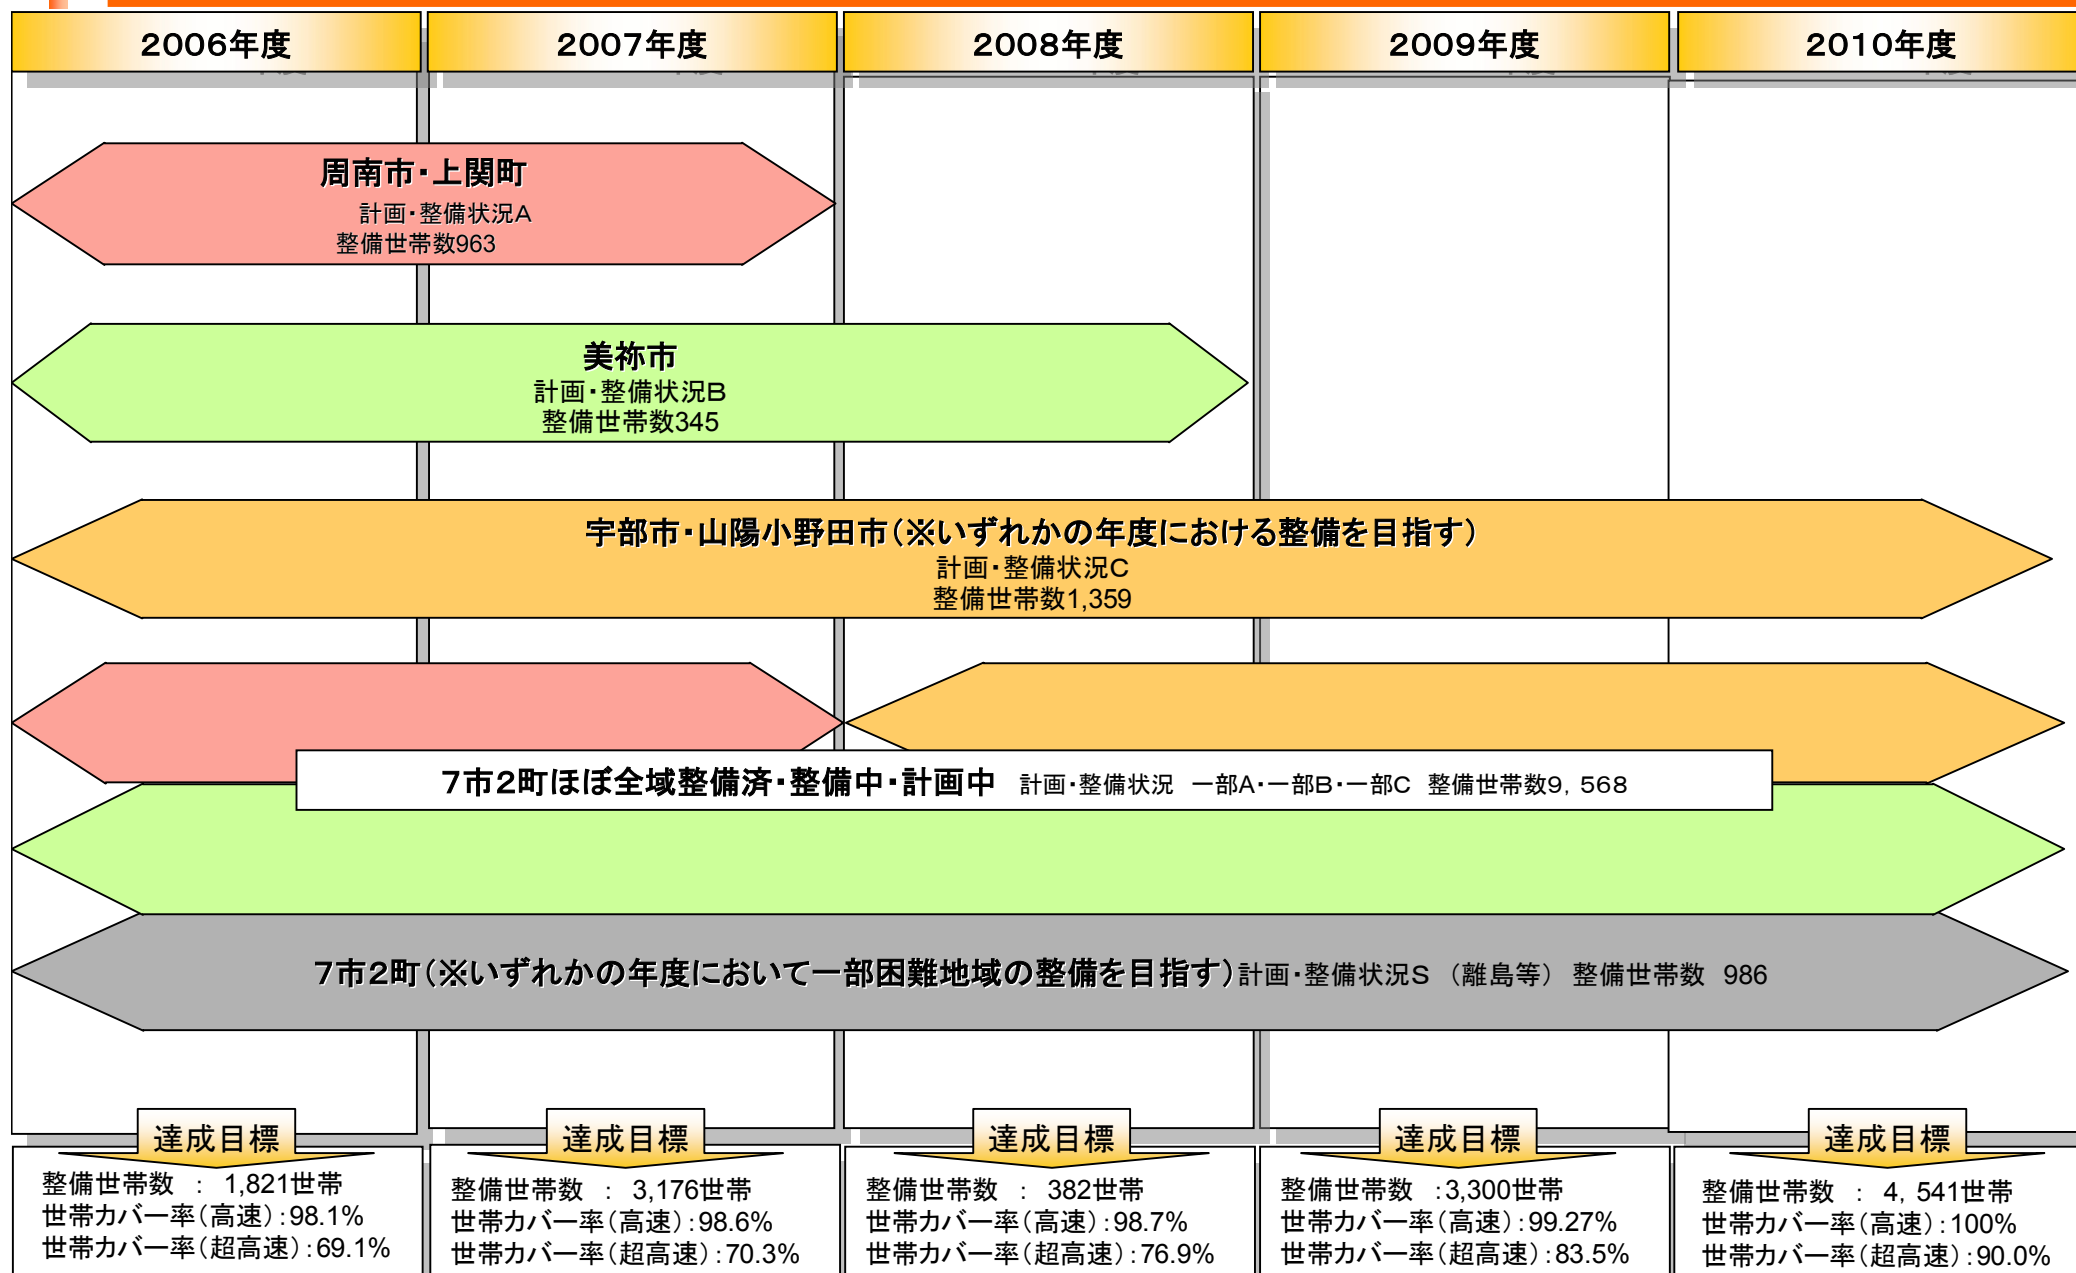 2006年度
2007年度
2008年度
2009年度
2010年度
周南市・上関町
計画・整備状況A
整備世帯数963
美祢市
計画・整備状況B
整備世帯数345
宇部市・山陽小野田市(※いずれかの年度における整備を目指す)
計画・整備状況C
整備世帯数1,359
7市2町ほぼ全域整備済・整備中・計画中 計画・整備状況 一部A・一部B・一部C 整備世帯数9,568
7市2町(※いずれかの年度において一部困難地域の整備を目指す)計画・整備状況S (離島等) 整備世帯数 986
達成目標
整備世帯数 : 1,821世帯
世帯カバー率(高速):98.1%
世帯カバー率(超高速):69.1%
達成目標
整備世帯数 : 3,176世帯
世帯カバー率(高速):98.6%
世帯カバー率(超高速):70.3%
達成目標
整備世帯数 : 382世帯
世帯カバー率(高速):98.7%
世帯カバー率(超高速):76.9%
達成目標
整備世帯数 :3,300世帯
世帯カバー率(高速):99.27%
世帯カバー率(超高速):83.5%
達成目標
整備世帯数 : 4,541世帯
世帯カバー率(高速):100%
世帯カバー率(超高速):90.0%